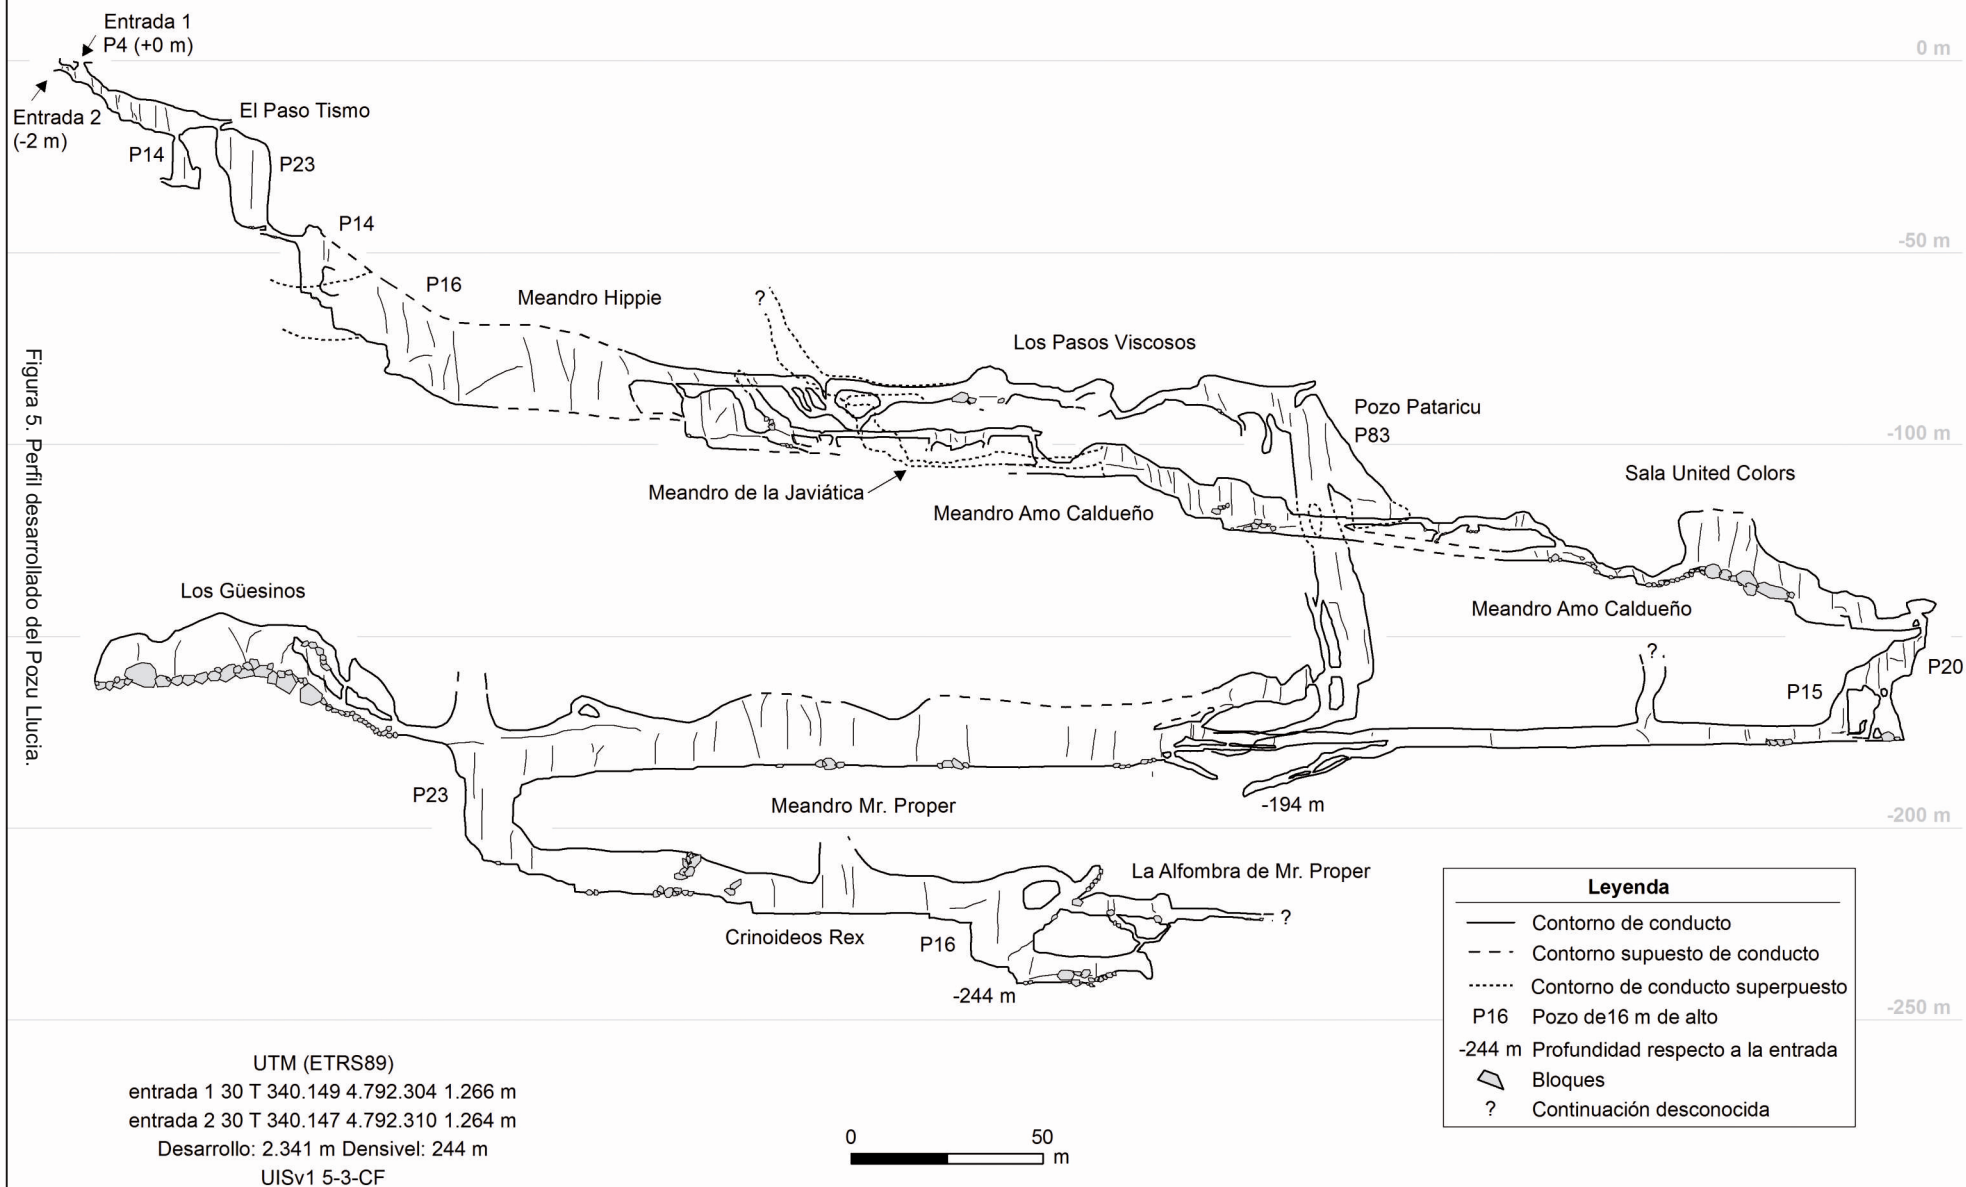 Entrada 1
P4 (+0 m)
0 m
Entrada 2
(-2 m)
El Paso Tismo
P14
P23
P14
-50 m
P16
Meandro Hippie
?
Los Pasos Viscosos
Pozo Pataricu
P83
-100 m
Sala United Colors
Meandro de la Javiática
Meandro Amo Caldueño
Los Güesinos
Meandro Amo Caldueño
?
P15
P20
P23
Meandro Mr. Proper
-194 m
-200 m
La Alfombra de Mr. Proper
?
Crinoideos Rex
P16
-244 m
-250 m
Figura 5. Perfil desarrollado del Pozu Llucia.
Leyenda
Contorno de conducto
Contorno supuesto de conducto
Contorno de conducto superpuesto
P16 Pozo de16 m de alto
-244 m Profundidad respecto a la entrada
Bloques
? Continuación desconocida
UTM (ETRS89)
entrada 1 30 T 340.149 4.792.304 1.266 m
entrada 2 30 T 340.147 4.792.310 1.264 m
Desarrollo: 2.341 m Densivel: 244 m
UISv1 5-3-CF
0 50
m